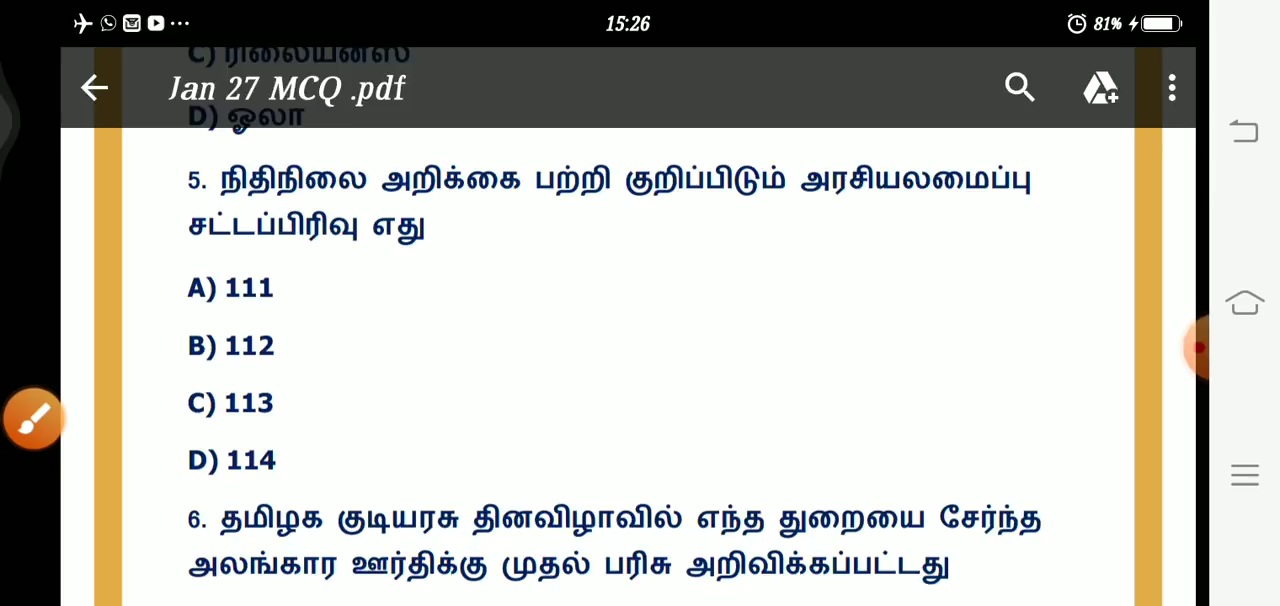 15:26
81%
C) ரிலையன்ஸ்
Jan 27 MCQ .pdf
D) ஓலா
5. நிதிநிலை அறிக்கை பற்றி குறிப்பிடும் அரசியலமைப்பு
சட்டப்பிரிவு எது
A) 111
B) 112
C) 113
D) 114
6. தமிழக குடியரசு தினவிழாவில் எந்த துறையை சேர்ந்த
அலங்கார ஊர்திக்கு முதல் பரிசு அறிவிக்கப்பட்டது